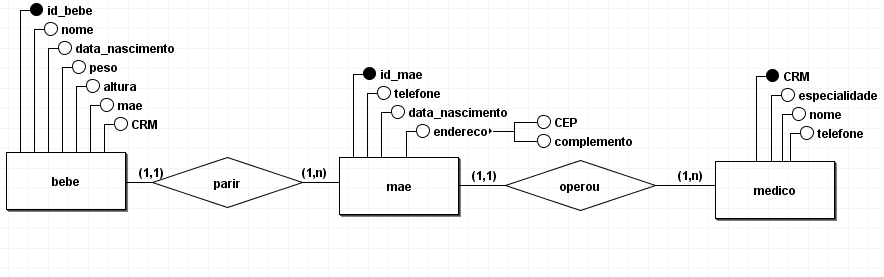 id_bebe
nome
data_nascimento
peso
altura
mae
CRM
bebe
(1,1)
parir
(1,n)
id_mae
telefone
data_nascimento
endereco
CEP
complemento
mae
(1,1)
operou
(1,n)
CRM
especialidade
nome
telefone
medico